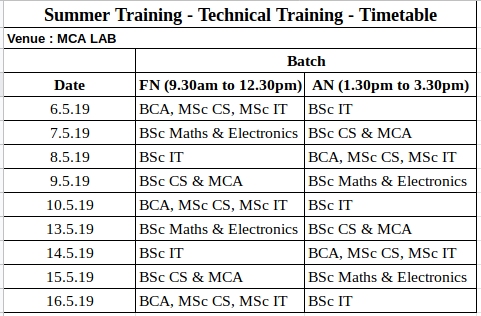 Summer Training - Technical Training - Timetable
Venue : MCA LAB
Batch
Date FN (9.30am to 12.30pm) AN (1.30pm to 3.30pm)
6.5.19 BCA, MSc CS, MSc IT BSc IT
7.5.19 BSc Maths & Electronics BSc CS & MCA
8.5.19 BSc IT BCA, MSc CS, MSc IT
9.5.19 BSc CS & MCA BSc Maths & Electronics
10.5.19 BCA, MSc CS, MSc IT BSc IT
13.5.19 BSc Maths & Electronics BSc CS & MCA
14.5.19 BSc IT BCA, MSc CS, MSc IT
15.5.19 BSc CS & MCA BSc Maths & Electronics
16.5.19 BCA, MSc CS, MSc IT BSc IT